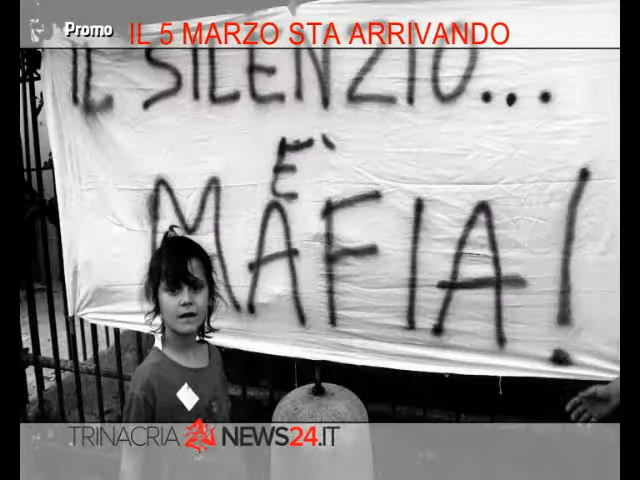 Promo IL 5 MARZO STA ARRIVANDO
IL SILENZIO...
E'
MAFIA!
TRINACRIA NEWS24.IT